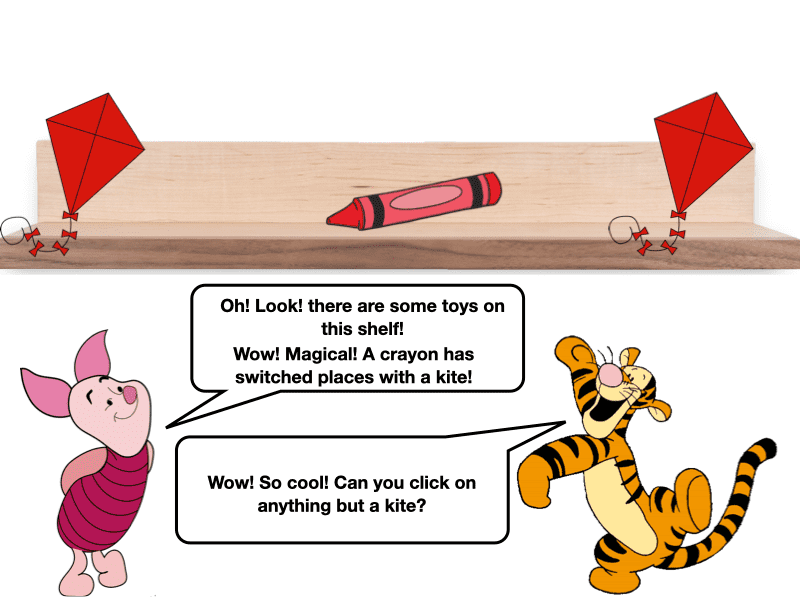 Oh! Look! there are some toys on
this shelf!
Wow! Magical! A crayon has
switched places with a kite!
Wow! So cool! Can you click on
anything but a kite?